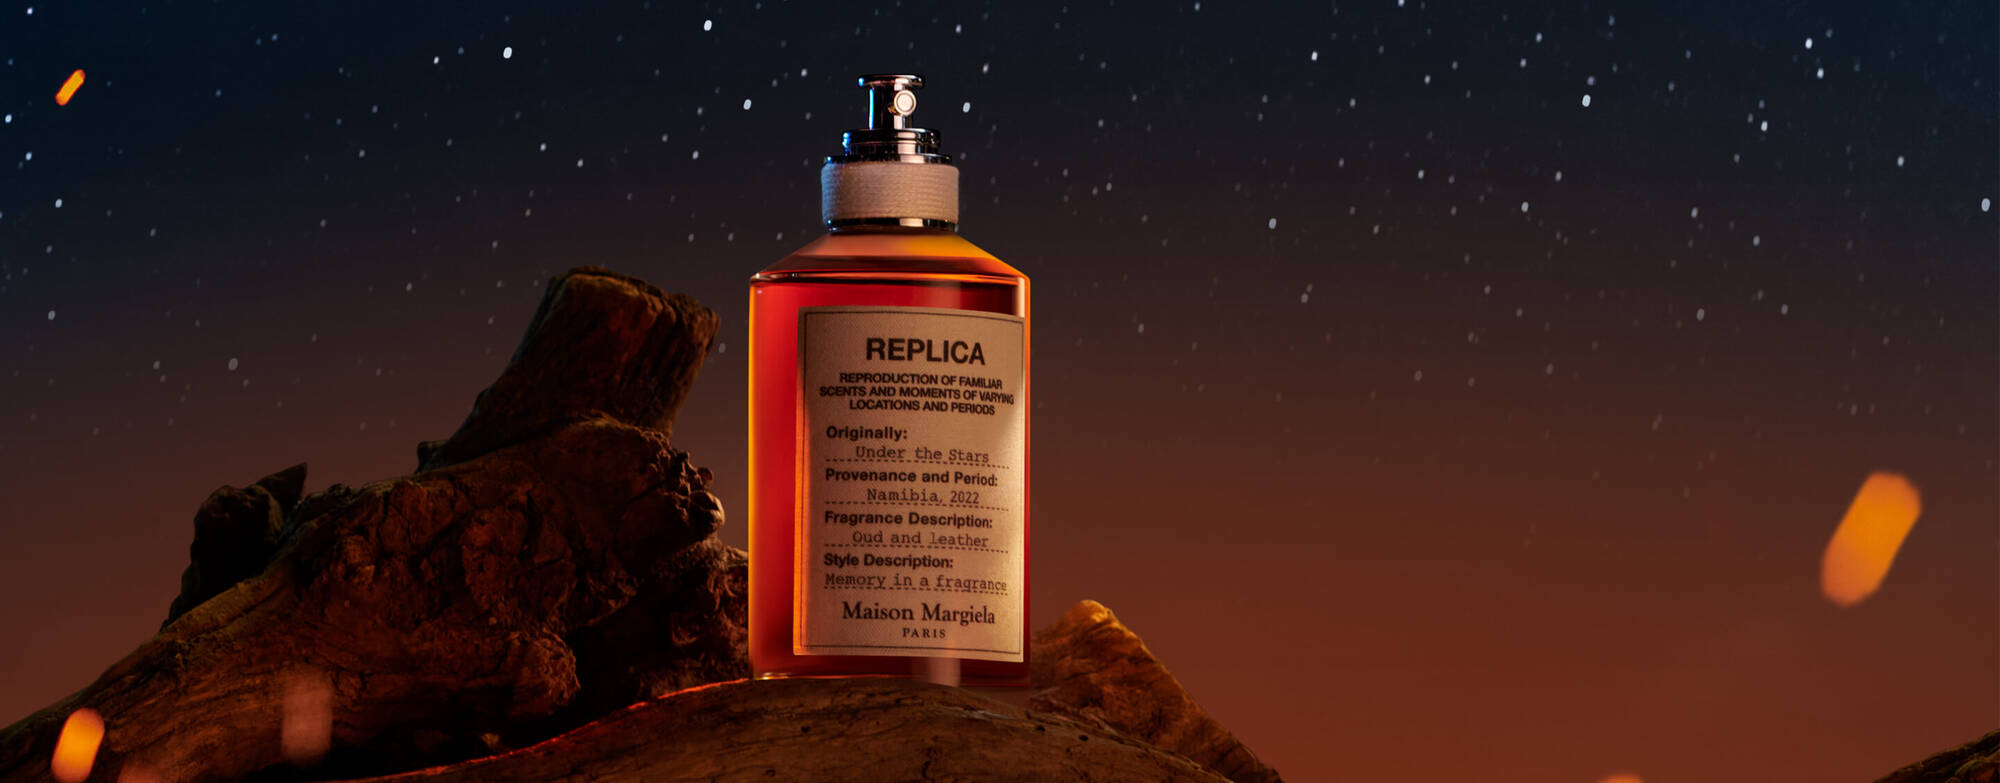 REPLICA
REPRODUCTION OF FAMILIAR
SCENTS AND MOMENTS OF VARYING
LOCATIONS AND PERIODS
Originally:
Under the Stars
Provenance and Period:
Namibia, 2022
Fragrance Description:
Oud and leather
Style Description:
Memory in a fragrance
Maison Margiela
PARIS